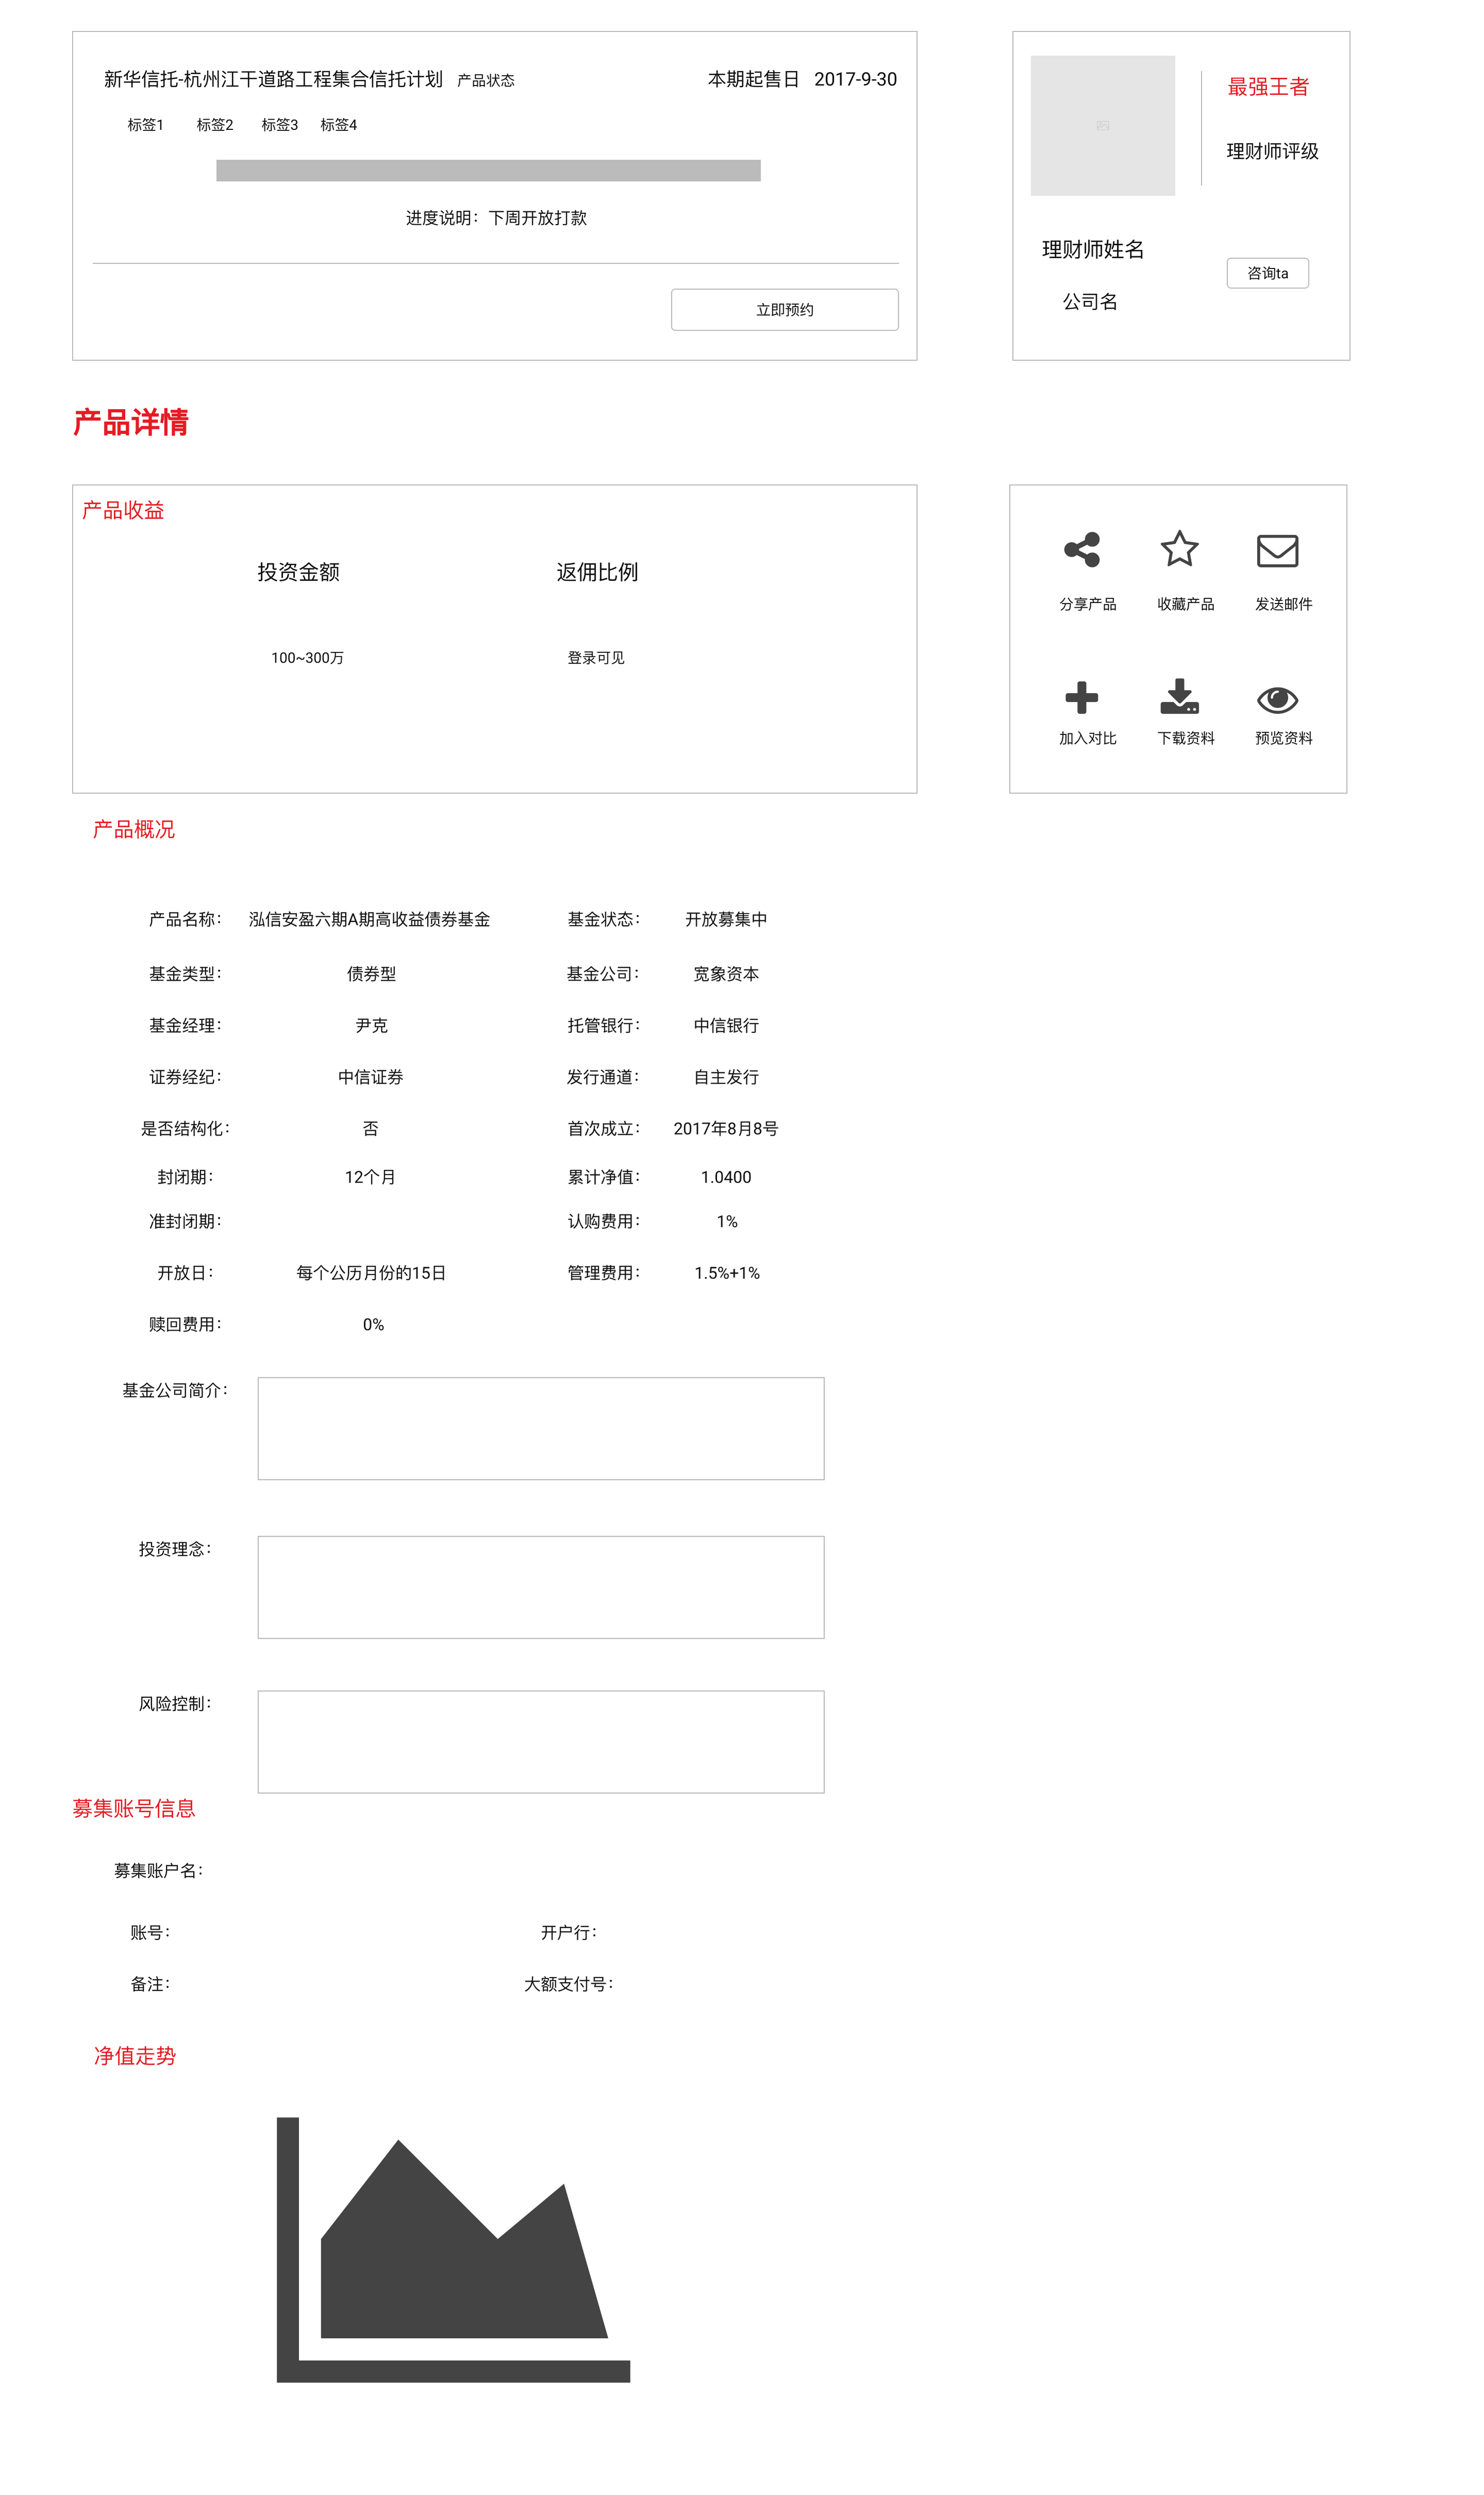 新华信托-杭州江干道路工程集合信托计划 产品状态 本期起售日 2017-9-30
标签1 标签2 标签3 标签4
进度说明：下周开放打款
立即预约
最强王者
理财师评级
理财师姓名
咨询ta
公司名
产品详情
产品收益
投资金额 返佣比例
100~300万 登录可见
分享产品 收藏产品 发送邮件
加入对比 下载资料 预览资料
产品概况
产品名称： 泓信安盈六期A期高收益债券基金 基金状态： 开放募集中
基金类型： 债券型 基金公司： 宽象资本
基金经理： 尹克 托管银行： 中信银行
证券经纪： 中信证券 发行通道： 自主发行
是否结构化： 否 首次成立： 2017年8月8号
封闭期： 12个月 累计净值： 1.0400
准封闭期： 认购费用： 1%
开放日： 每个公历月份的15日 管理费用： 1.5%+1%
赎回费用： 0%
基金公司简介：
投资理念：
风险控制：
募集账号信息
募集账户名：
账号： 开户行：
备注： 大额支付号：
净值走势